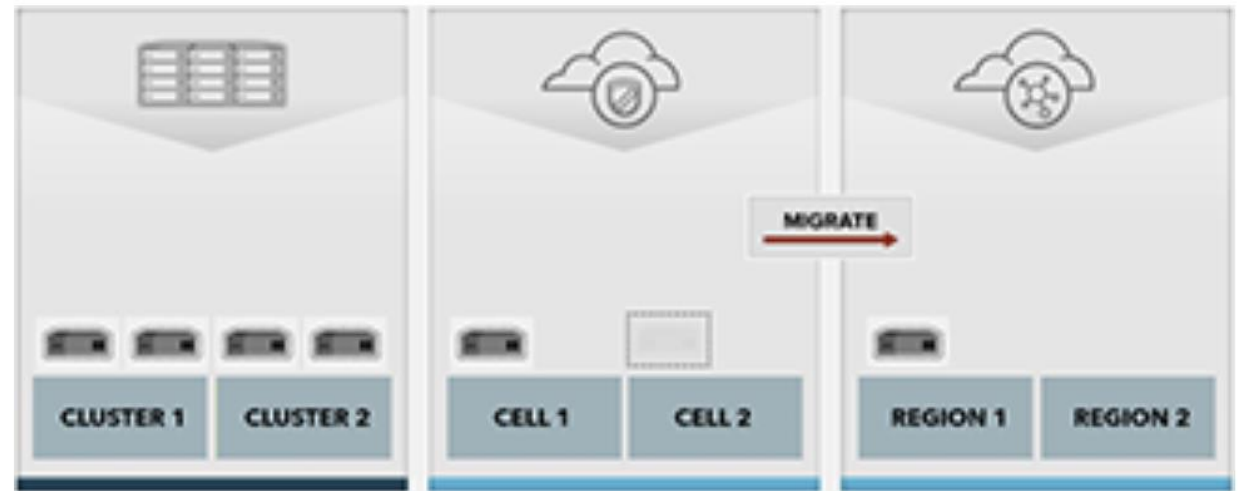 MIGRATE
CLUSTER 1
CLUSTER 2
CELL 1
CELL 2
REGION 1
REGION 2